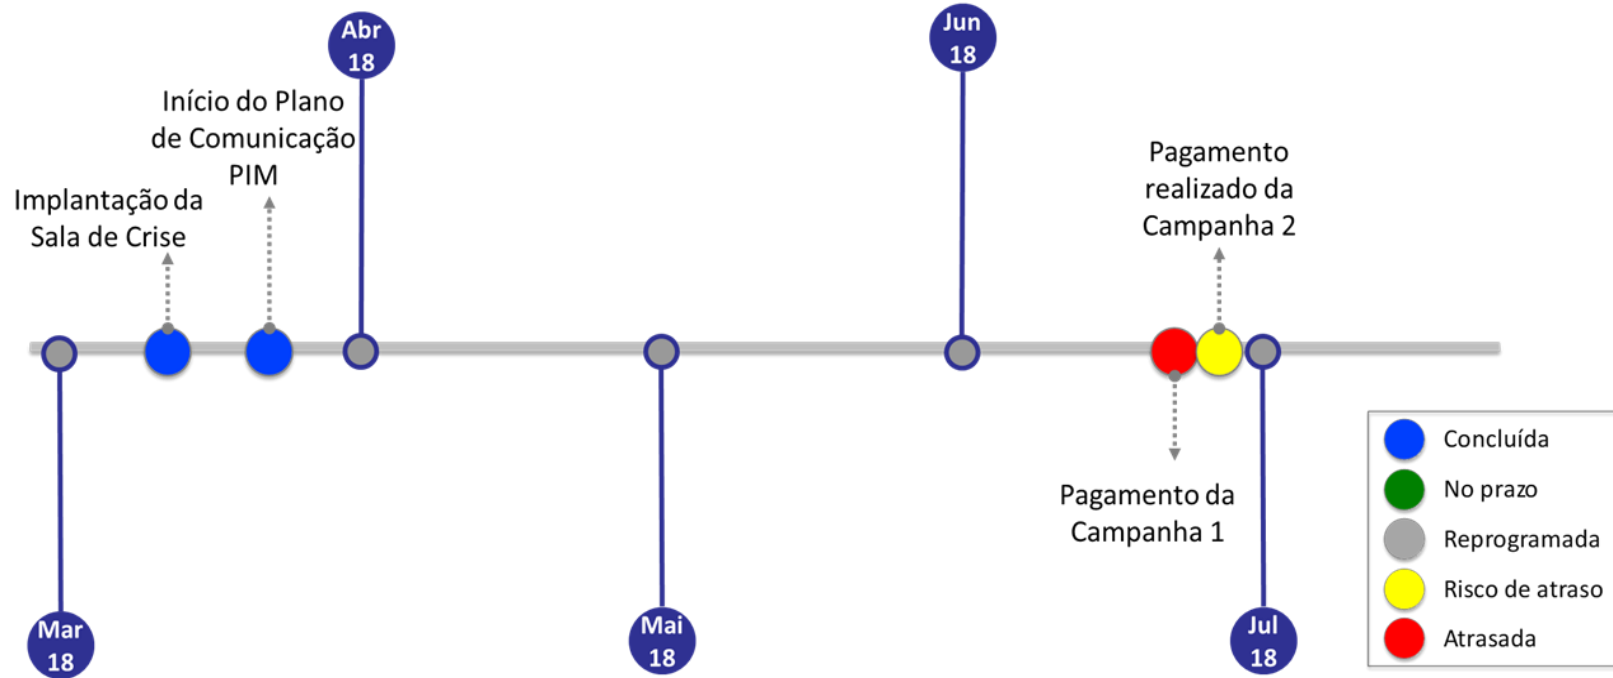 Abr
18
Jun
18
Início do Plano
de Comunicação
PIM
Implantação da
Sala de Crise
Pagamento
realizado da
Campanha 2
Pagamento da
Campanha 1
Mar
18
Mai
18
Jul
18
Concluída
No prazo
Reprogramada
Risco de atraso
Atrasada